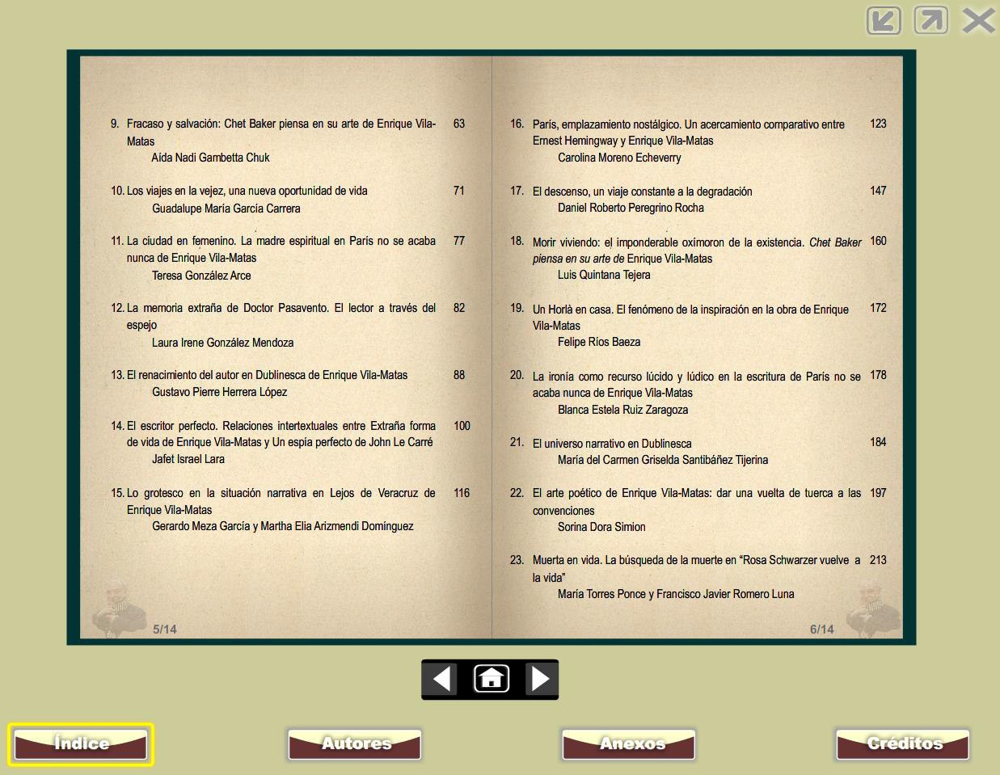 9. Fracaso y salvación: Chet Baker piensa en su arte de Enrique Vila- 63
Matas
Aída Nadi Gambetta Chuk
10. Los viajes en la vejez, una nueva oportunidad de vida 71
Guadalupe María García Carrera
11. La ciudad en femenino. La madre espiritual en París no se acaba 77
nunca de Enrique Vila-Matas
Teresa González Arce
12. La memoria extraña de Doctor Pasavento. El lector a través del 82
espejo
Laura Irene González Mendoza
13. El renacimiento del autor en Dublinesca de Enrique Vila-Matas 88
Gustavo Pierre Herrera López
14. El escritor perfecto. Relaciones intertextuales entre Extraña forma 100
de vida de Enrique Vila-Matas y Un espía perfecto de John Le Carré
Jafet Israel Lara
15. Lo grotesco en la situación narrativa en Lejos de Veracruz de 116
Enrique Vila-Matas
Gerardo Meza García y Martha Elia Arizmendi Domínguez
5/14
16. París, emplazamiento nostálgico. Un acercamiento comparativo entre 123
Ernest Hemingway y Enrique Vila-Matas
Carolina Moreno Echeverry
17. El descenso, un viaje constante a la degradación 147
Daniel Roberto Peregrino Rocha
18. Morir viviendo: el imponderable oxímoron de la existencia. Chet Baker 160
piensa en su arte de Enrique Vila-Matas
Luis Quintana Tejera
19. Un Horlà en casa. El fenómeno de la inspiración en la obra de Enrique 172
Vila-Matas
Felipe Ríos Baeza
20. La ironía como recurso lúcido y lúdico en la escritura de París no se 178
acaba nunca de Enrique Vila-Matas
Blanca Estela Ruiz Zaragoza
21. El universo narrativo en Dublinesca 184
María del Carmen Griselda Santibáñez Tijerina
22. El arte poético de Enrique Vila-Matas: dar una vuelta de tuerca a las 197
convenciones
Sorina Dora Simion
23. Muerta en vida. La búsqueda de la muerte en “Rosa Schwarzer vuelve a 213
la vida”
María Torres Ponce y Francisco Javier Romero Luna
6/14
Índice
Autores
Anexos
Créditos